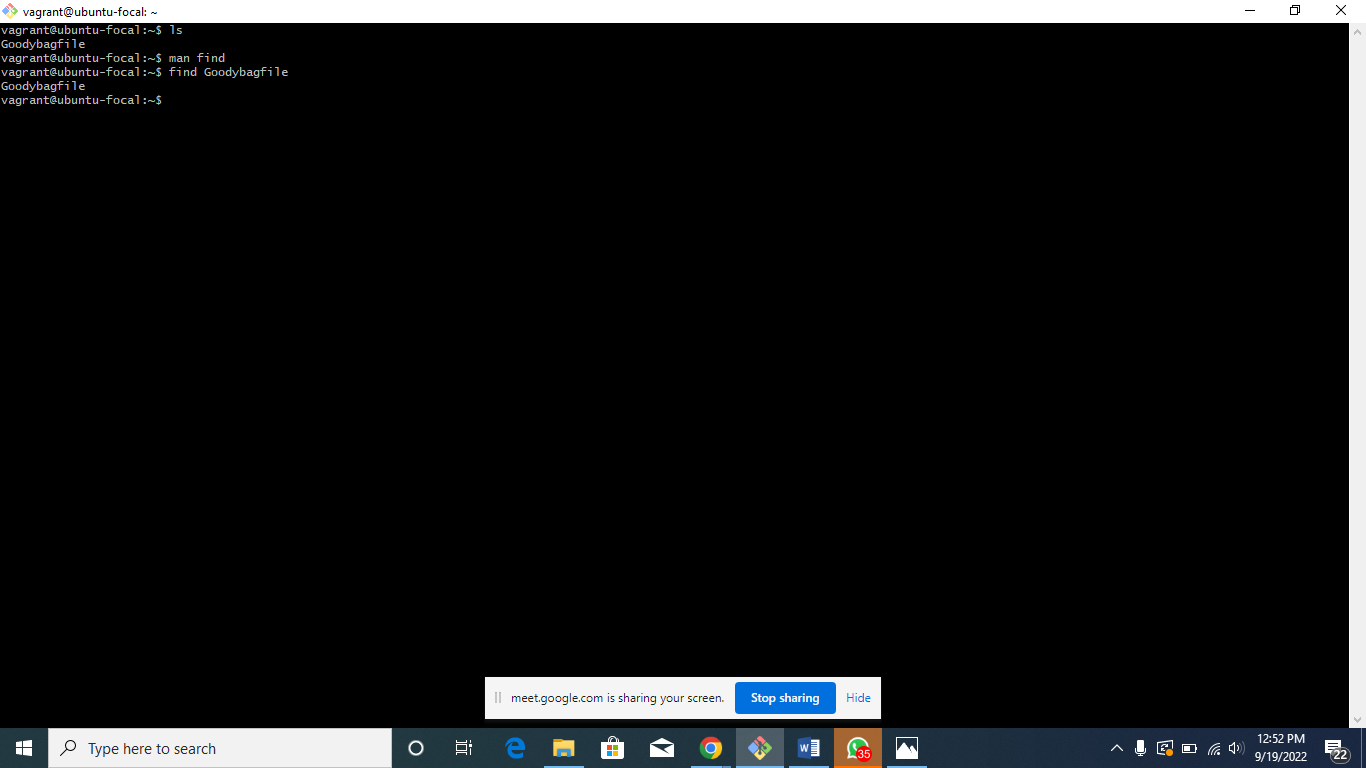 vagrant@ubuntu-focal: ~
vagrant@ubuntu-focal:~$ ls
Goodybagfile
vagrant@ubuntu-focal:~$ man find
vagrant@ubuntu-focal:~$ find Goodybagfile
Goodybagfile
vagrant@ubuntu-focal:~$
meet.google.com is sharing your screen.
Stop sharing
Hide
Type here to search
W
35
12:52 PM
9/19/2022
22